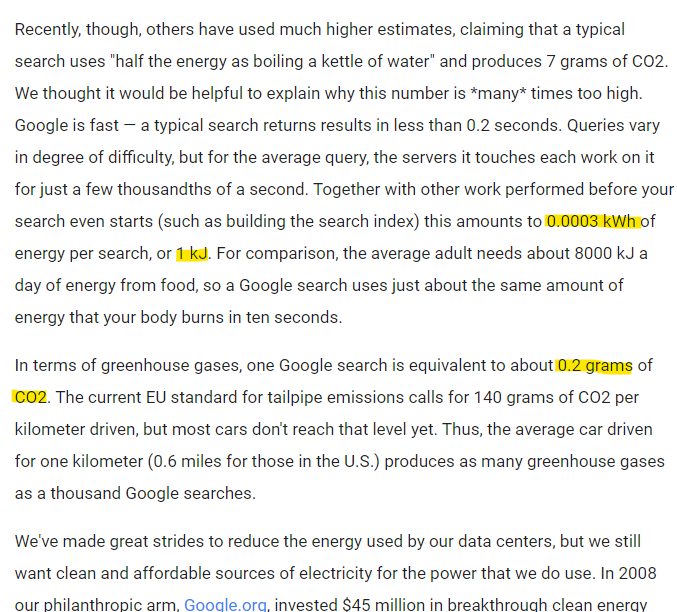 Recently, though, others have used much higher estimates, claiming that a typical
search uses "half the energy as boiling a kettle of water" and produces 7 grams of CO2.
We thought it would be helpful to explain why this number is *many* times too high.
Google is fast — a typical search returns results in less than 0.2 seconds. Queries vary
in degree of difficulty, but for the average query, the servers it touches each work on it
for just a few thousandths of a second. Together with other work performed before your
search even starts (such as building the search index) this amounts to 0.0003 kWh of
energy per search, or 1 kJ. For comparison, the average adult needs about 8000 kJ a
day of energy from food, so a Google search uses just about the same amount of
energy that your body burns in ten seconds.
In terms of greenhouse gases, one Google search is equivalent to about 0.2 grams of
CO2. The current EU standard for tailpipe emissions calls for 140 grams of CO2 per
kilometer driven, but most cars don't reach that level yet. Thus, the average car driven
for one kilometer (0.6 miles for those in the U.S.) produces as many greenhouse gases
as a thousand Google searches.
We've made great strides to reduce the energy used by our data centers, but we still
want clean and affordable sources of electricity for the power that we do use. In 2008
our philanthropic arm, Google.org, invested $45 million in breakthrough clean energy